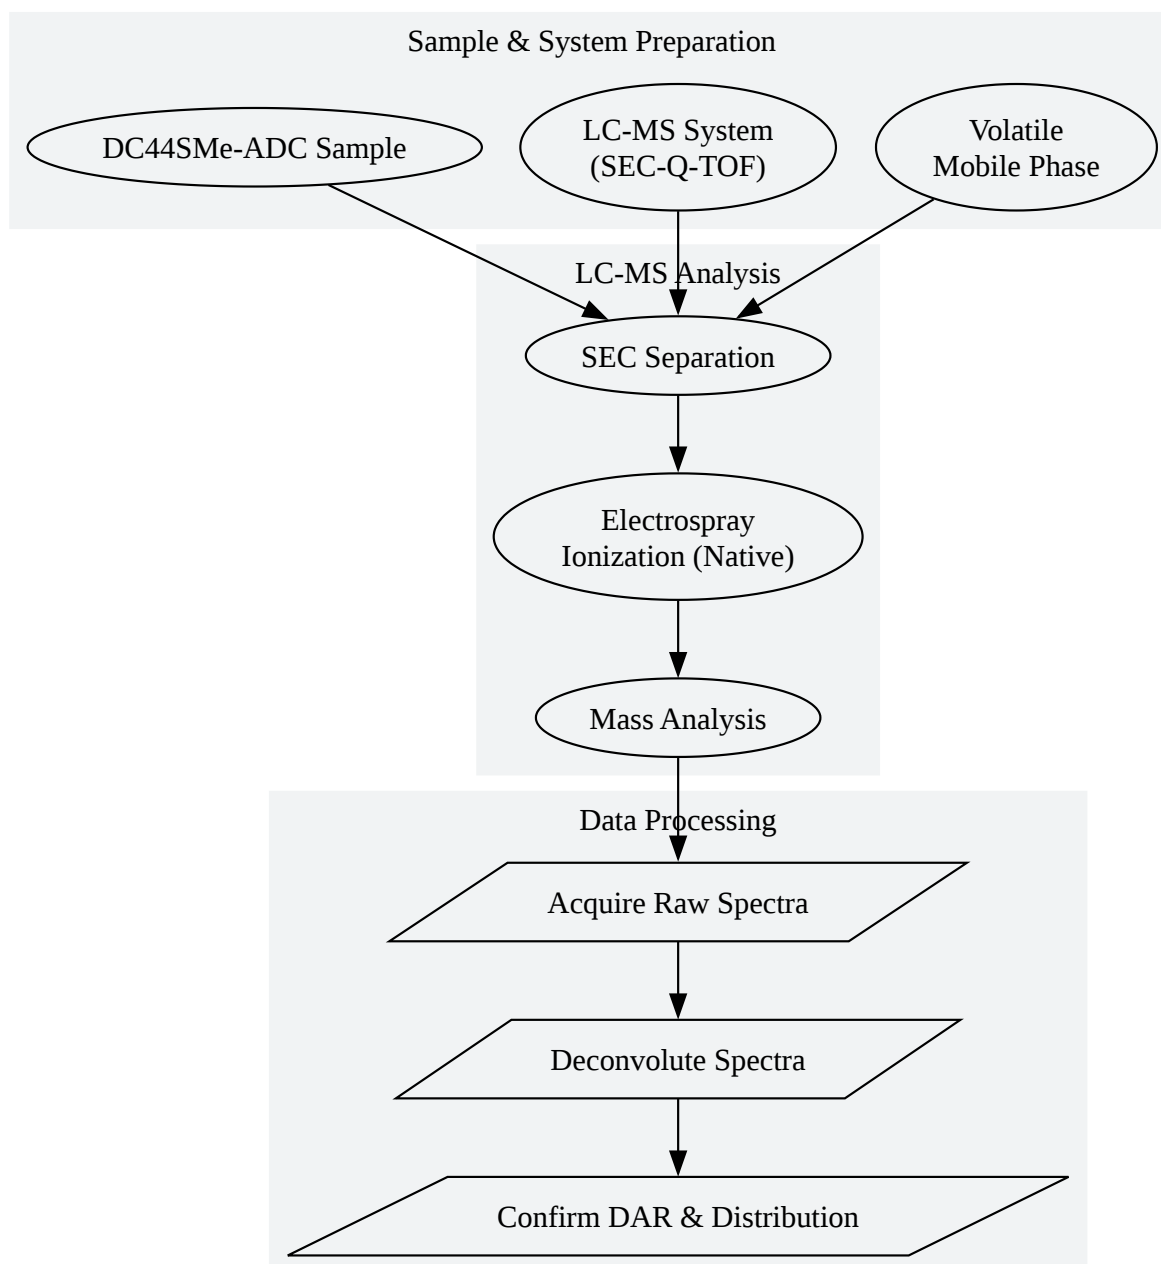 Sample & System Preparation
DC44SMe-ADC Sample
LC-MS System
(SEC-Q-TOF)
Volatile
Mobile Phase
LC-MS Analysis
SEC Separation
Electrospray
Ionization (Native)
Mass Analysis
Data Processing
Acquire Raw Spectra
Deconvolute Spectra
Confirm DAR & Distribution